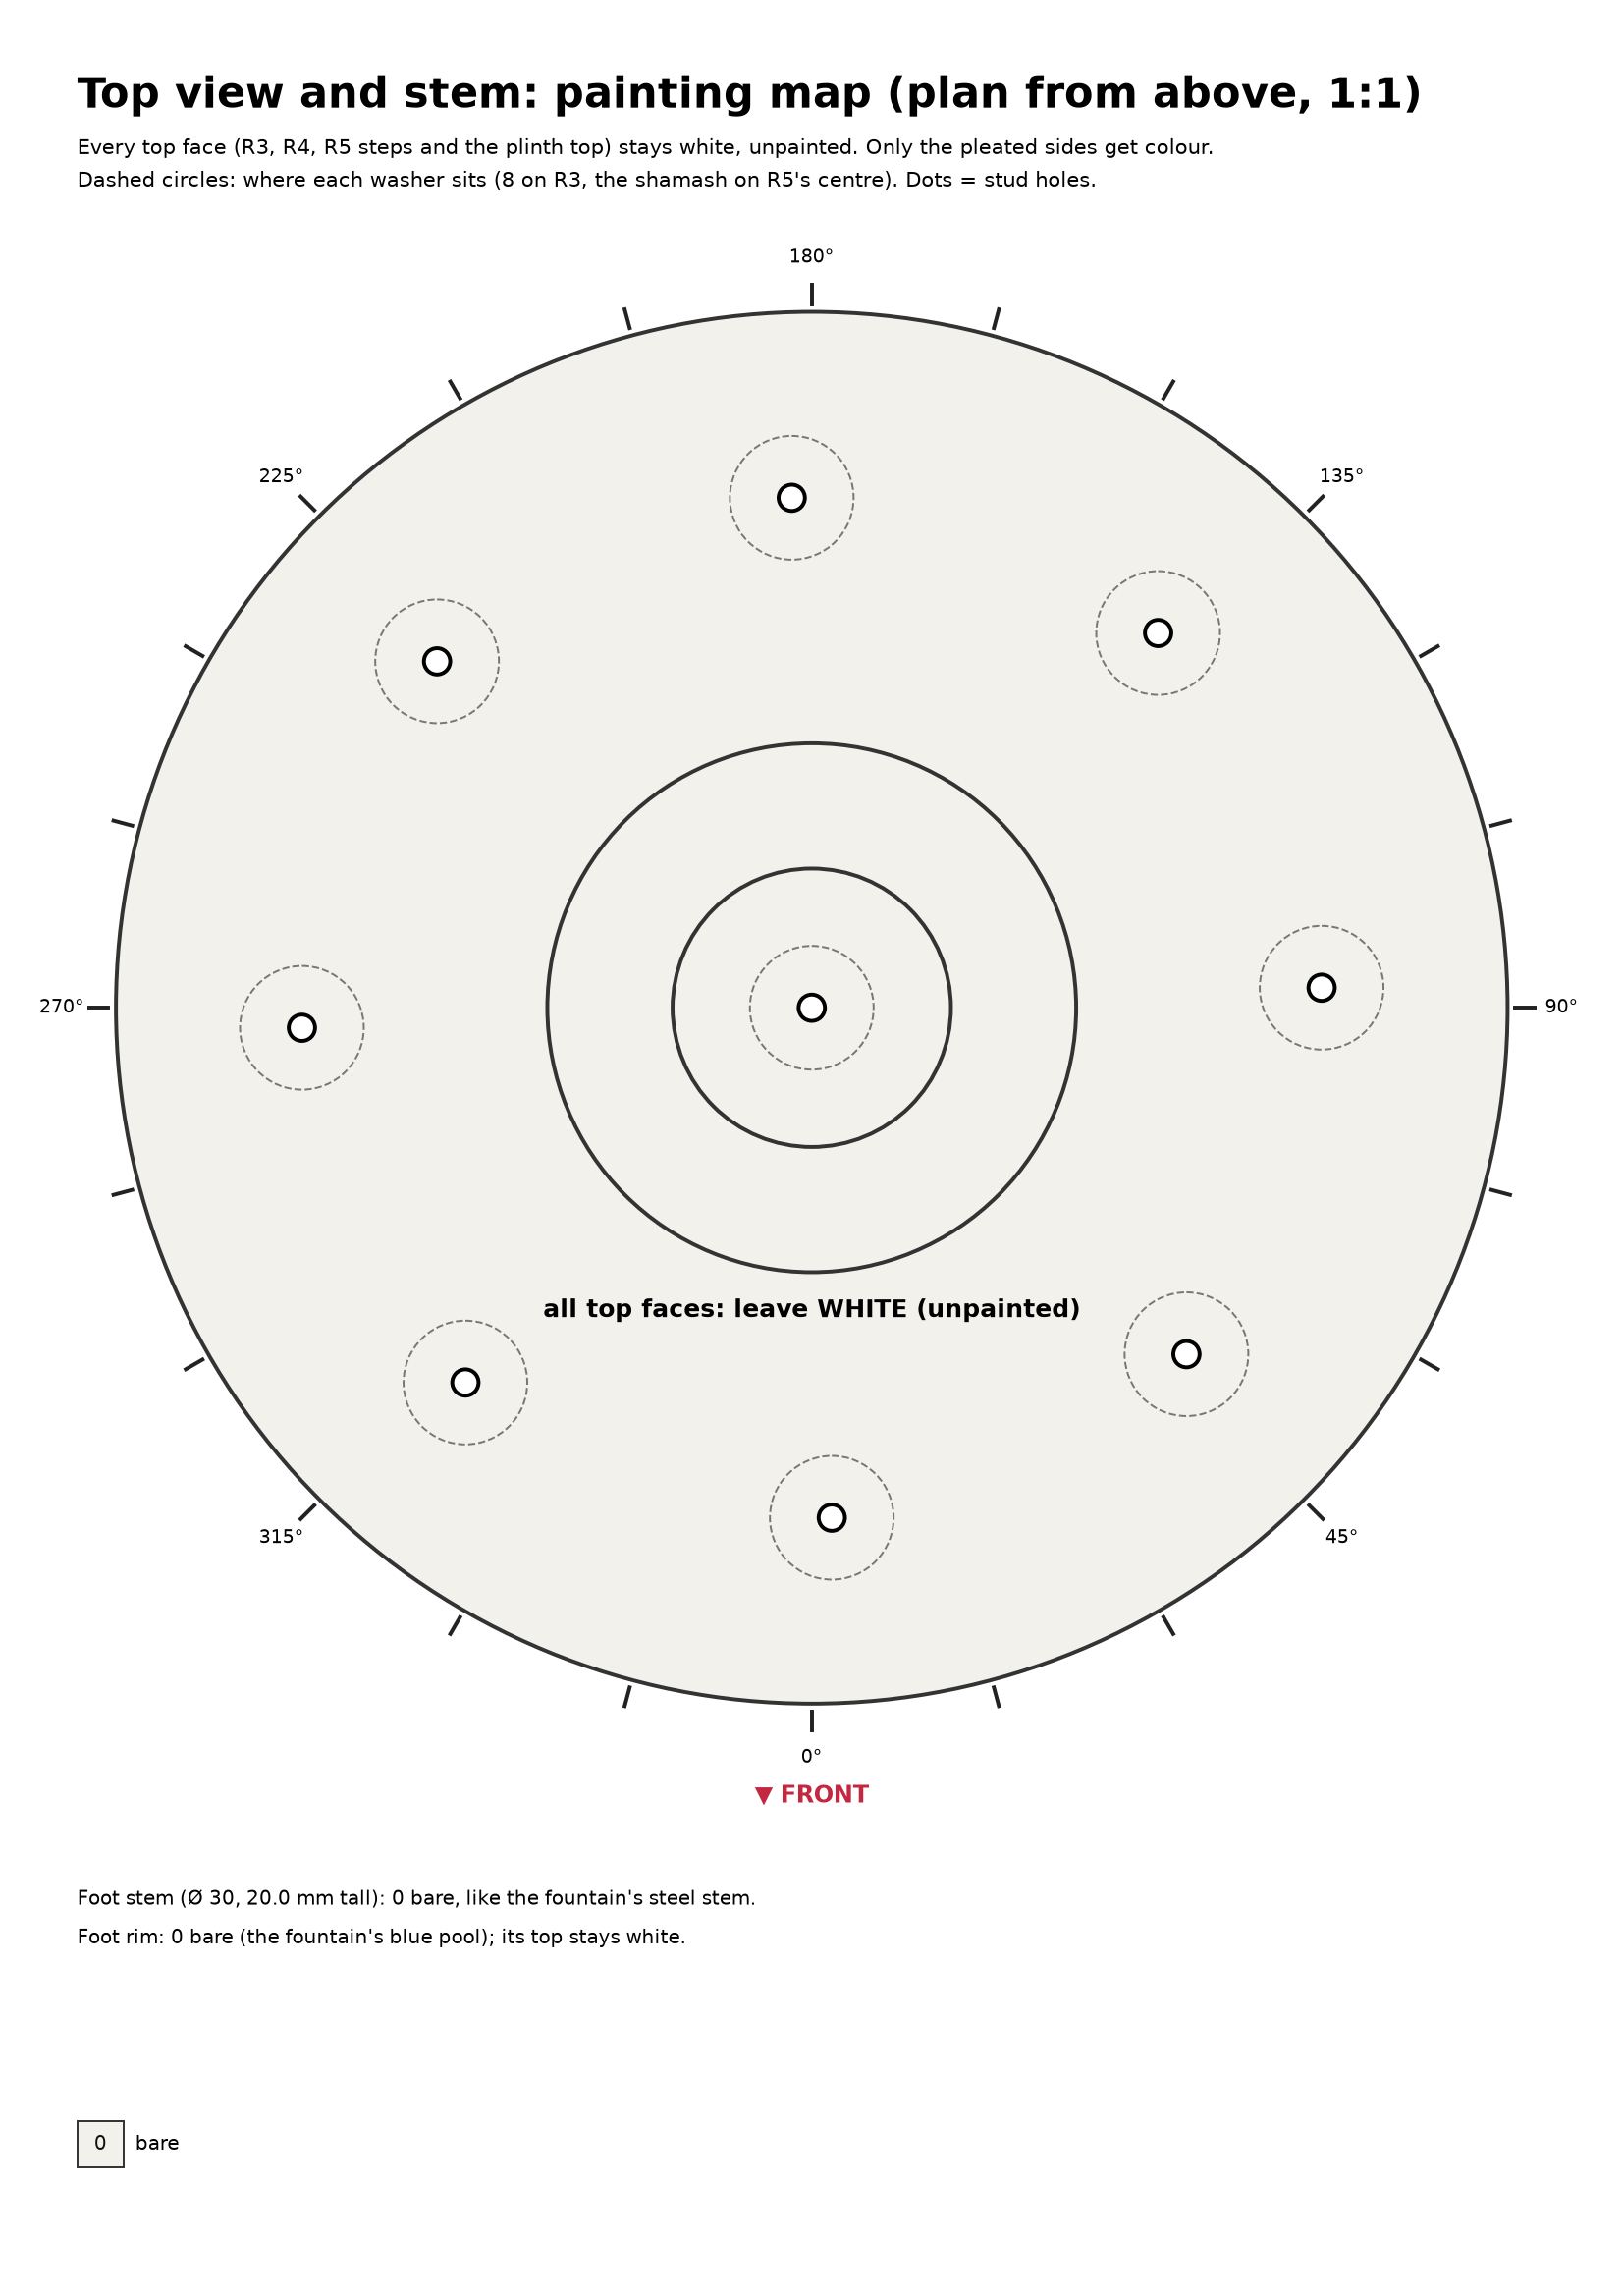 Top view and stem: painting map (plan from above, 1:1)
Every top face (R3, R4, R5 steps and the plinth top) stays white, unpainted. Only the pleated sides get colour.
Dashed circles: where each washer sits (8 on R3, the shamash on R5's centre). Dots = stud holes.
180°
225°
135°
270°
90°
all top faces: leave WHITE (unpainted)
315°
45°
0°
▼ FRONT
Foot stem (Ø 30, 20.0 mm tall): 0 bare, like the fountain's steel stem.
Foot rim: 0 bare (the fountain's blue pool); its top stays white.
0 bare